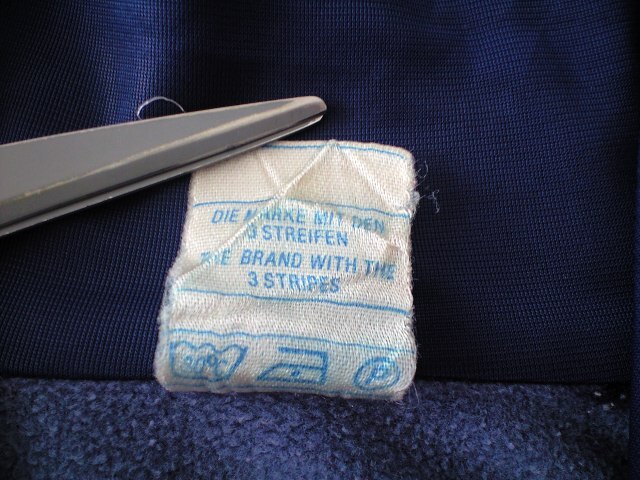 DIE MARKE MIT DEN
3 STREIFEN
THE BRAND WITH THE
3 STRIPES
P